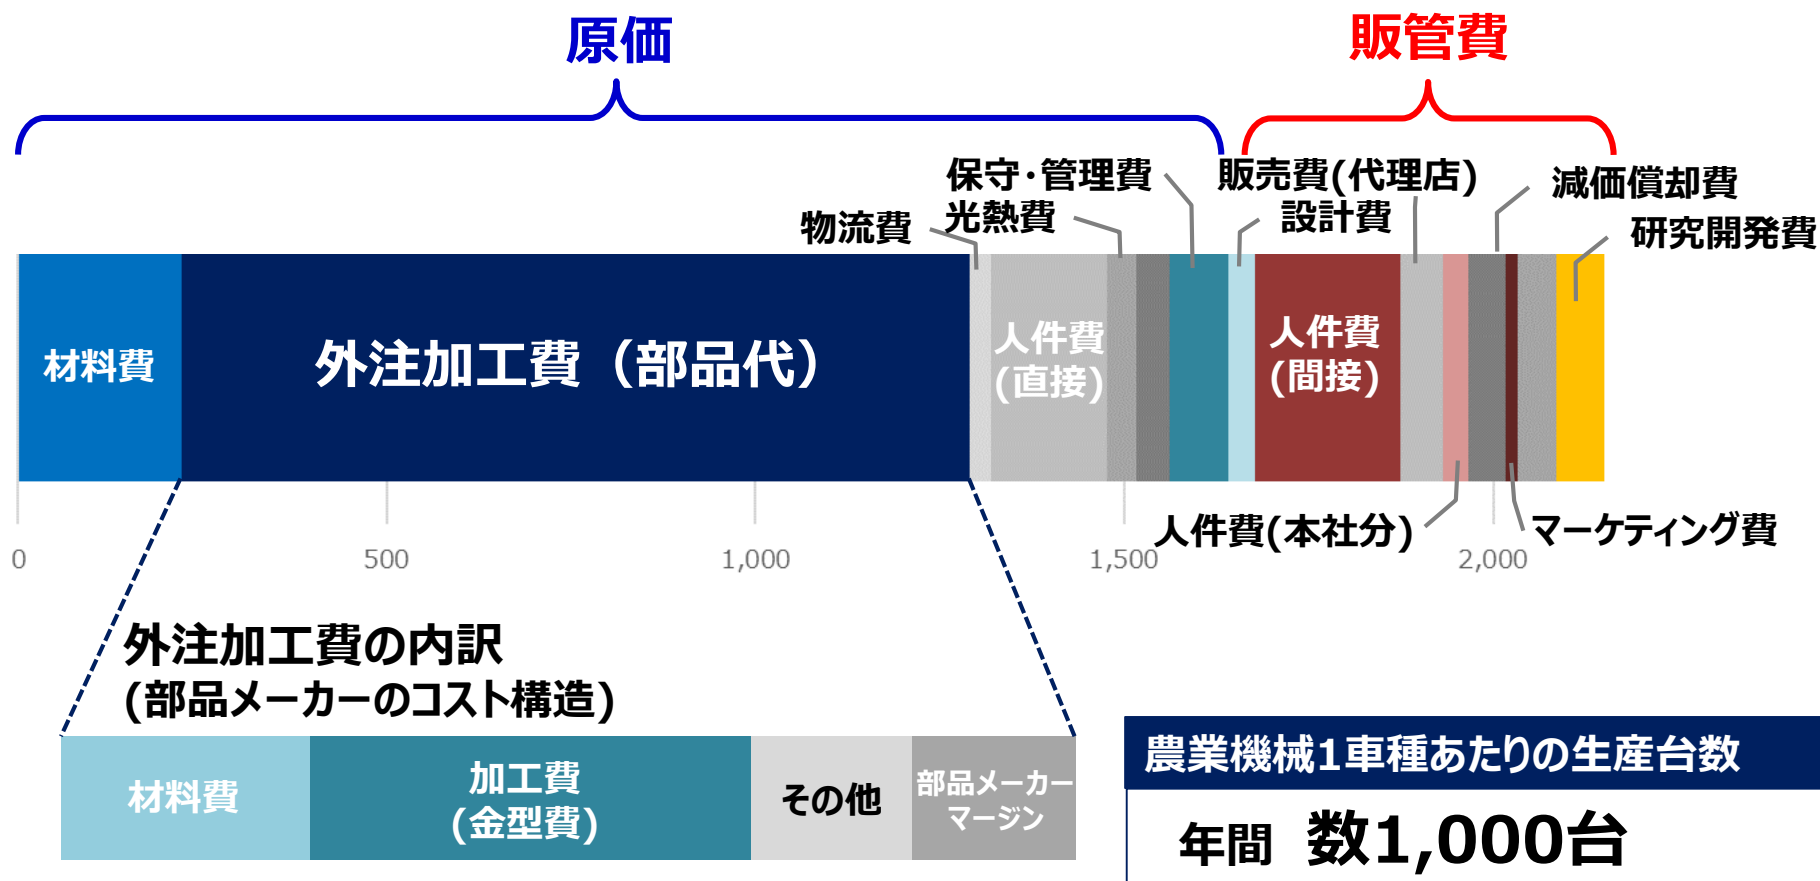 原価
販管費
保守・管理費
販売費(代理店)
減価償却費
物流費
光熱費
設計費
研究開発費
材料費
外注加工費（部品代）
人件費
(直接)
人件費
(間接)
人件費(本社分)
マーケティング費
0
500
1,000
1,500
2,000
外注加工費の内訳
(部品メーカーのコスト構造)
材料費
加工費
(金型費)
その他
部品メーカー
マージン
農業機械1車種あたりの生産台数
年間 数1,000台